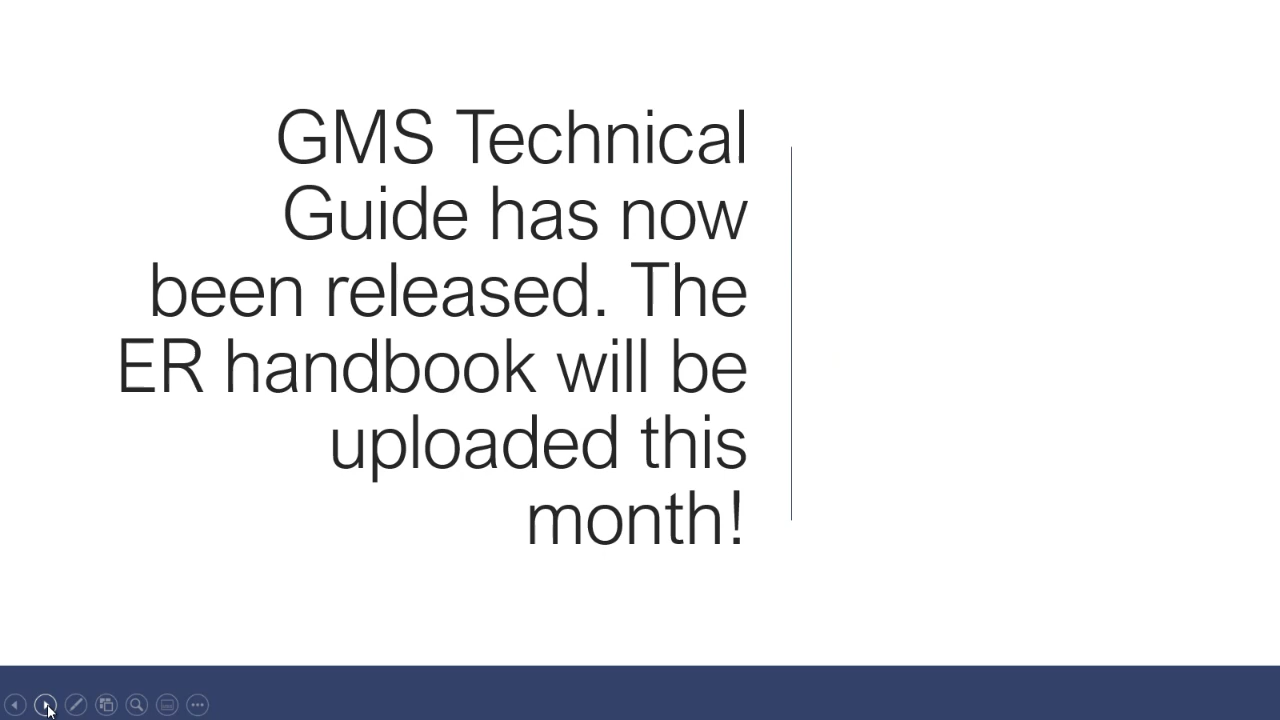 GMS Technical
Guide has now
been released. The
ER handbook will be
uploaded this
month!